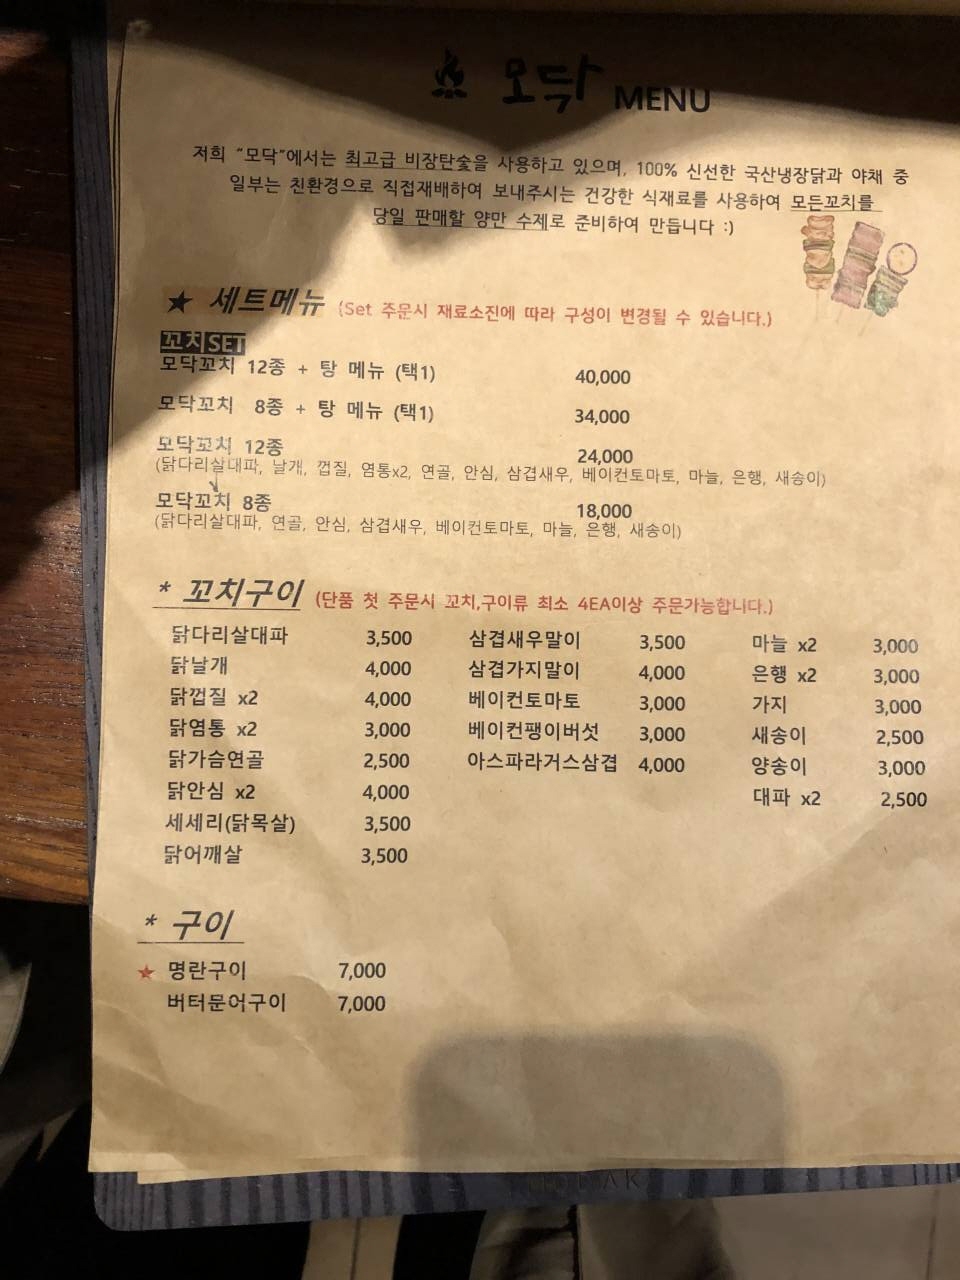 모닥 MENU
저희 "모닥"에서는 최고급 비장탄숯을 사용하고 있으며, 100% 신선한 국산냉장닭과 야채 중
일부는 친환경으로 직접재배하여 보내주시는 건강한 식재료를 사용하여 모든꼬치를
당일 판매할 양만 수제로 준비하여 만듭니다 :)
★ 세트메뉴 (Set 주문시 재료소진에 따라 구성이 변경될 수 있습니다.)
꼬치SET
모닥꼬치 12종 + 탕 메뉴 (택1) 40,000
모닥꼬치 8종 + 탕 메뉴 (택1) 34,000
모닥꼬치 12종 24,000
(닭다리살대파, 날개, 껍질, 염통x2, 연골, 안심, 삼겹새우, 베이컨토마토, 마늘, 은행, 새송이)
모닥꼬치 8종 18,000
(닭다리살대파, 연골, 안심, 삼겹새우, 베이컨토마토, 마늘, 은행, 새송이)
* 꼬치구이 (단품 첫 주문시 꼬치,구이류 최소 4EA이상 주문가능합니다.)
닭다리살대파 3,500 삼겹새우말이 3,500 마늘 x2 3,000
닭날개 4,000 삼겹가지말이 4,000 은행 x2 3,000
닭껍질 x2 4,000 베이컨토마토 3,000 가지 3,000
닭염통 x2 3,000 베이컨팽이버섯 3,000 새송이 2,500
닭가슴연골 2,500 아스파라거스삼겹 4,000 양송이 3,000
닭안심 x2 4,000 대파 x2 2,500
세세리(닭목살) 3,500
닭어깨살 3,500
* 구이
★ 명란구이 7,000
버터문어구이 7,000